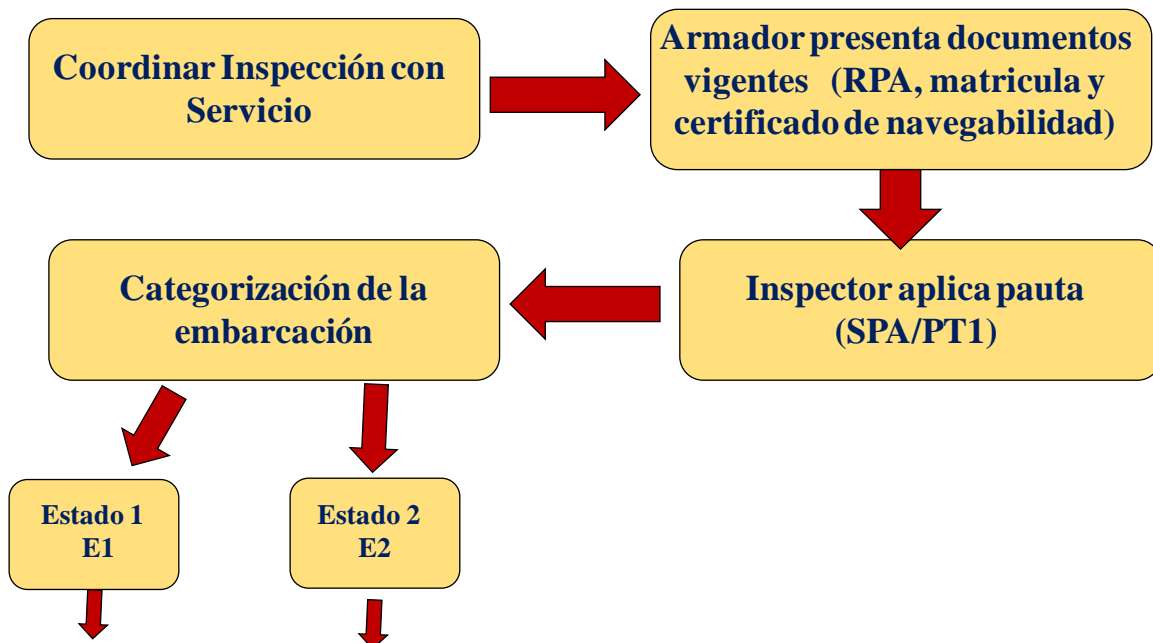 Coordinar Inspección con
Servicio
Armador presenta documentos
vigentes (RPA, matricula y
certificado de navegabilidad)
Categorización de la
embarcación
Inspector aplica pauta
(SPA/PT1)
Estado 1
E1
Estado 2
E2